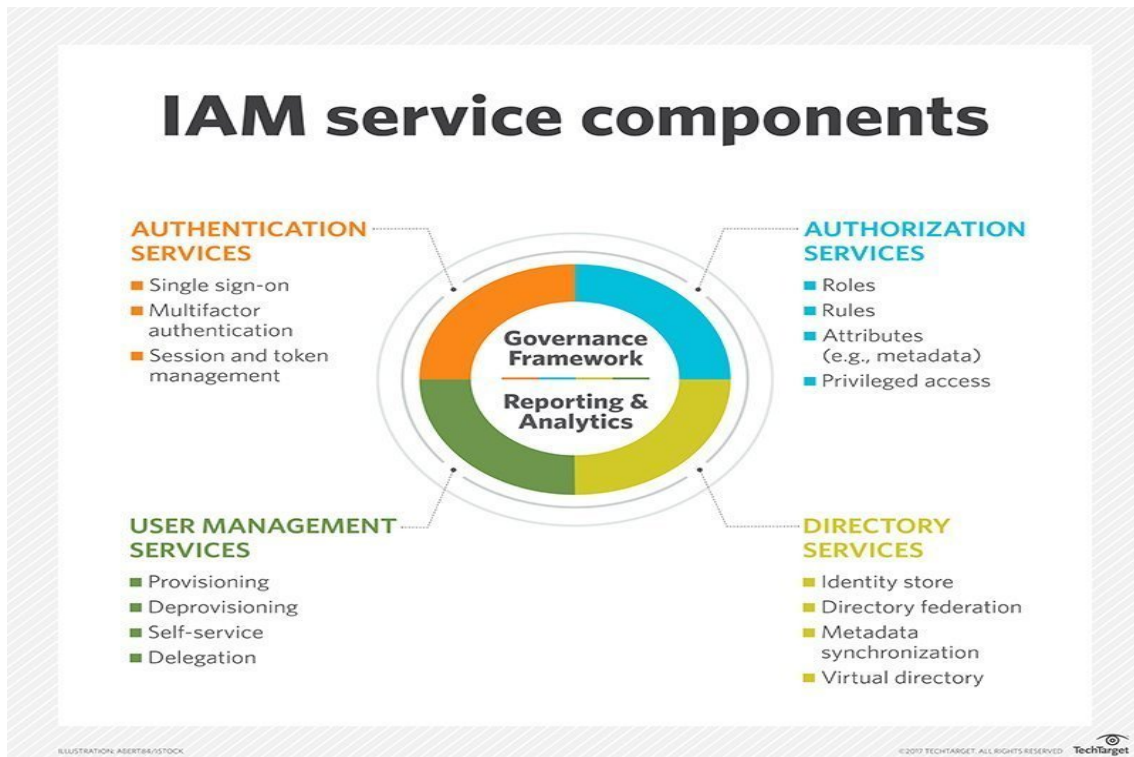 IAM service components
AUTHENTICATION
SERVICES
Single sign-on
Multifactor
authentication
Session and token
management
AUTHORIZATION
SERVICES
Roles
Rules
Attributes
(e.g., metadata)
Privileged access
Governance
Framework
Reporting &
Analytics
USER MANAGEMENT
SERVICES
Provisioning
Deprovisioning
Self-service
Delegation
DIRECTORY
SERVICES
Identity store
Directory federation
Metadata
synchronization
Virtual directory
ILLUSTRATION: ABERT84/ISTOCK
©2017 TECHTARGET. ALL RIGHTS RESERVED TechTarget